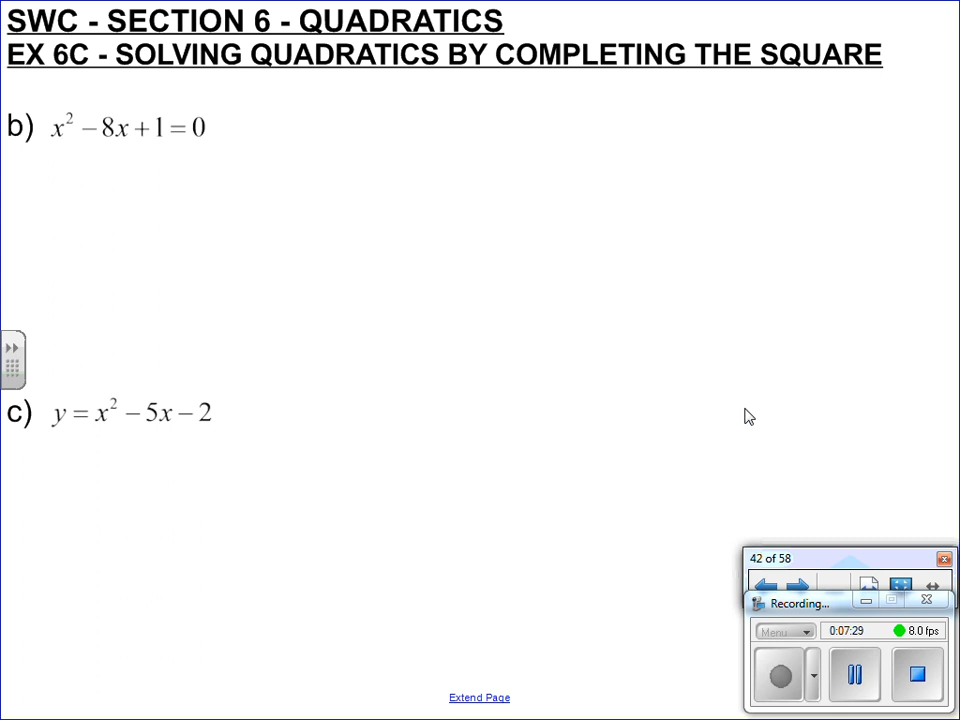 SWC - SECTION 6 - QUADRATICS
EX 6C - SOLVING QUADRATICS BY COMPLETING THE SQUARE
b) x² − 8x + 1 = 0
c) y = x² − 5x − 2
42 of 58
Recording...
Menu 0:07:29 8.0 fps
Extend Page